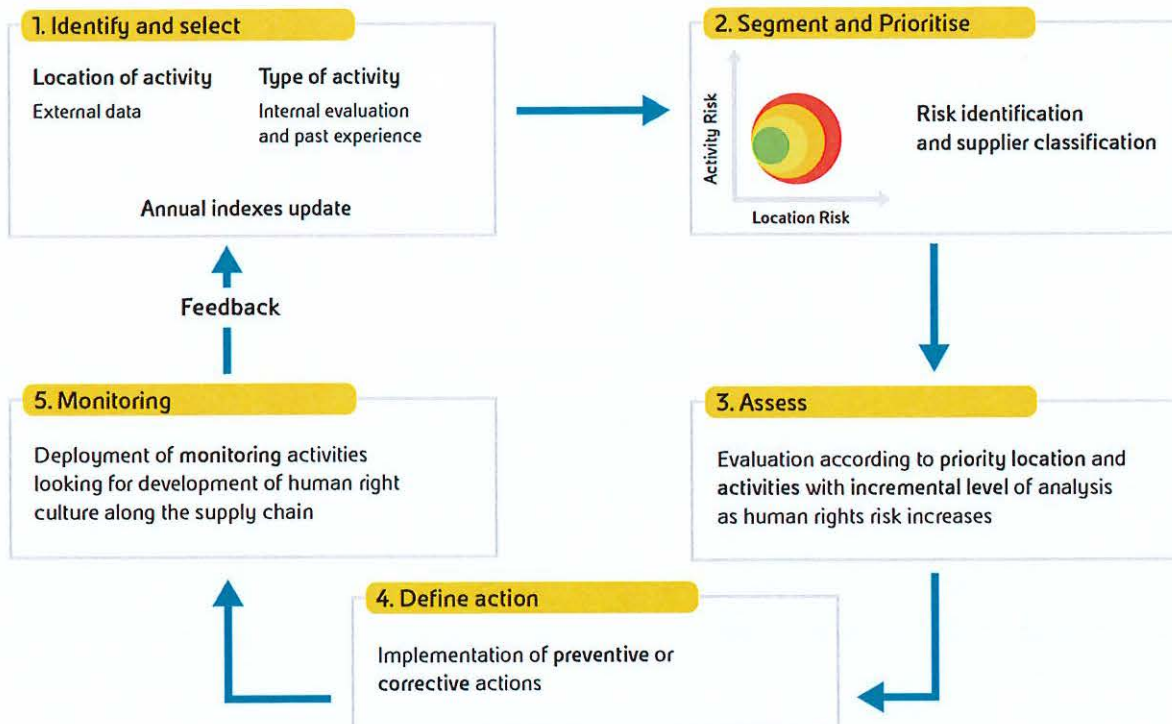 1. Identify and select
Location of activity
External data
Type of activity
Internal evaluation
and past experience
Annual indexes update
2. Segment and Prioritise
Activity Risk
Location Risk
Risk identification
and supplier classification
Feedback
5. Monitoring
Deployment of monitoring activities
looking for development of human right
culture along the supply chain
3. Assess
Evaluation according to priority location and
activities with incremental level of analysis
as human rights risk increases
4. Define action
Implementation of preventive or
corrective actions